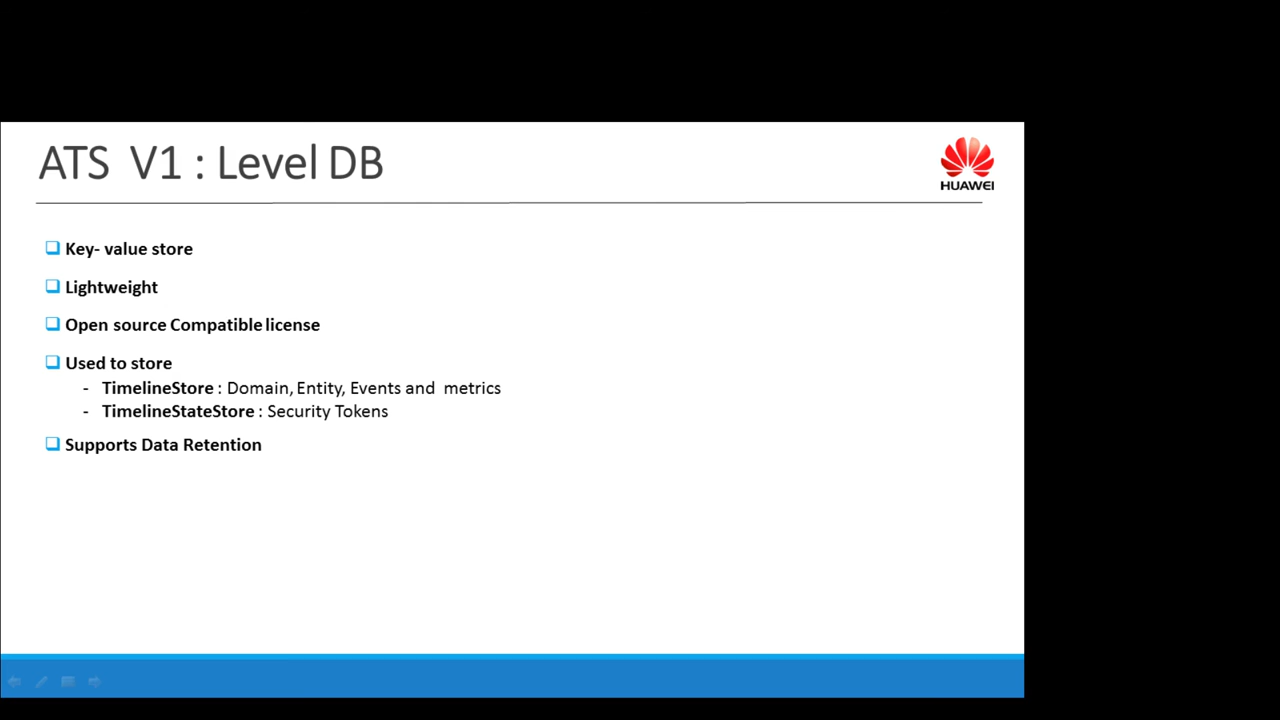 ATS V1 : Level DB
HUAWEI
Key- value store
Lightweight
Open source Compatible license
Used to store
- TimelineStore : Domain, Entity, Events and metrics
- TimelineStateStore : Security Tokens
Supports Data Retention